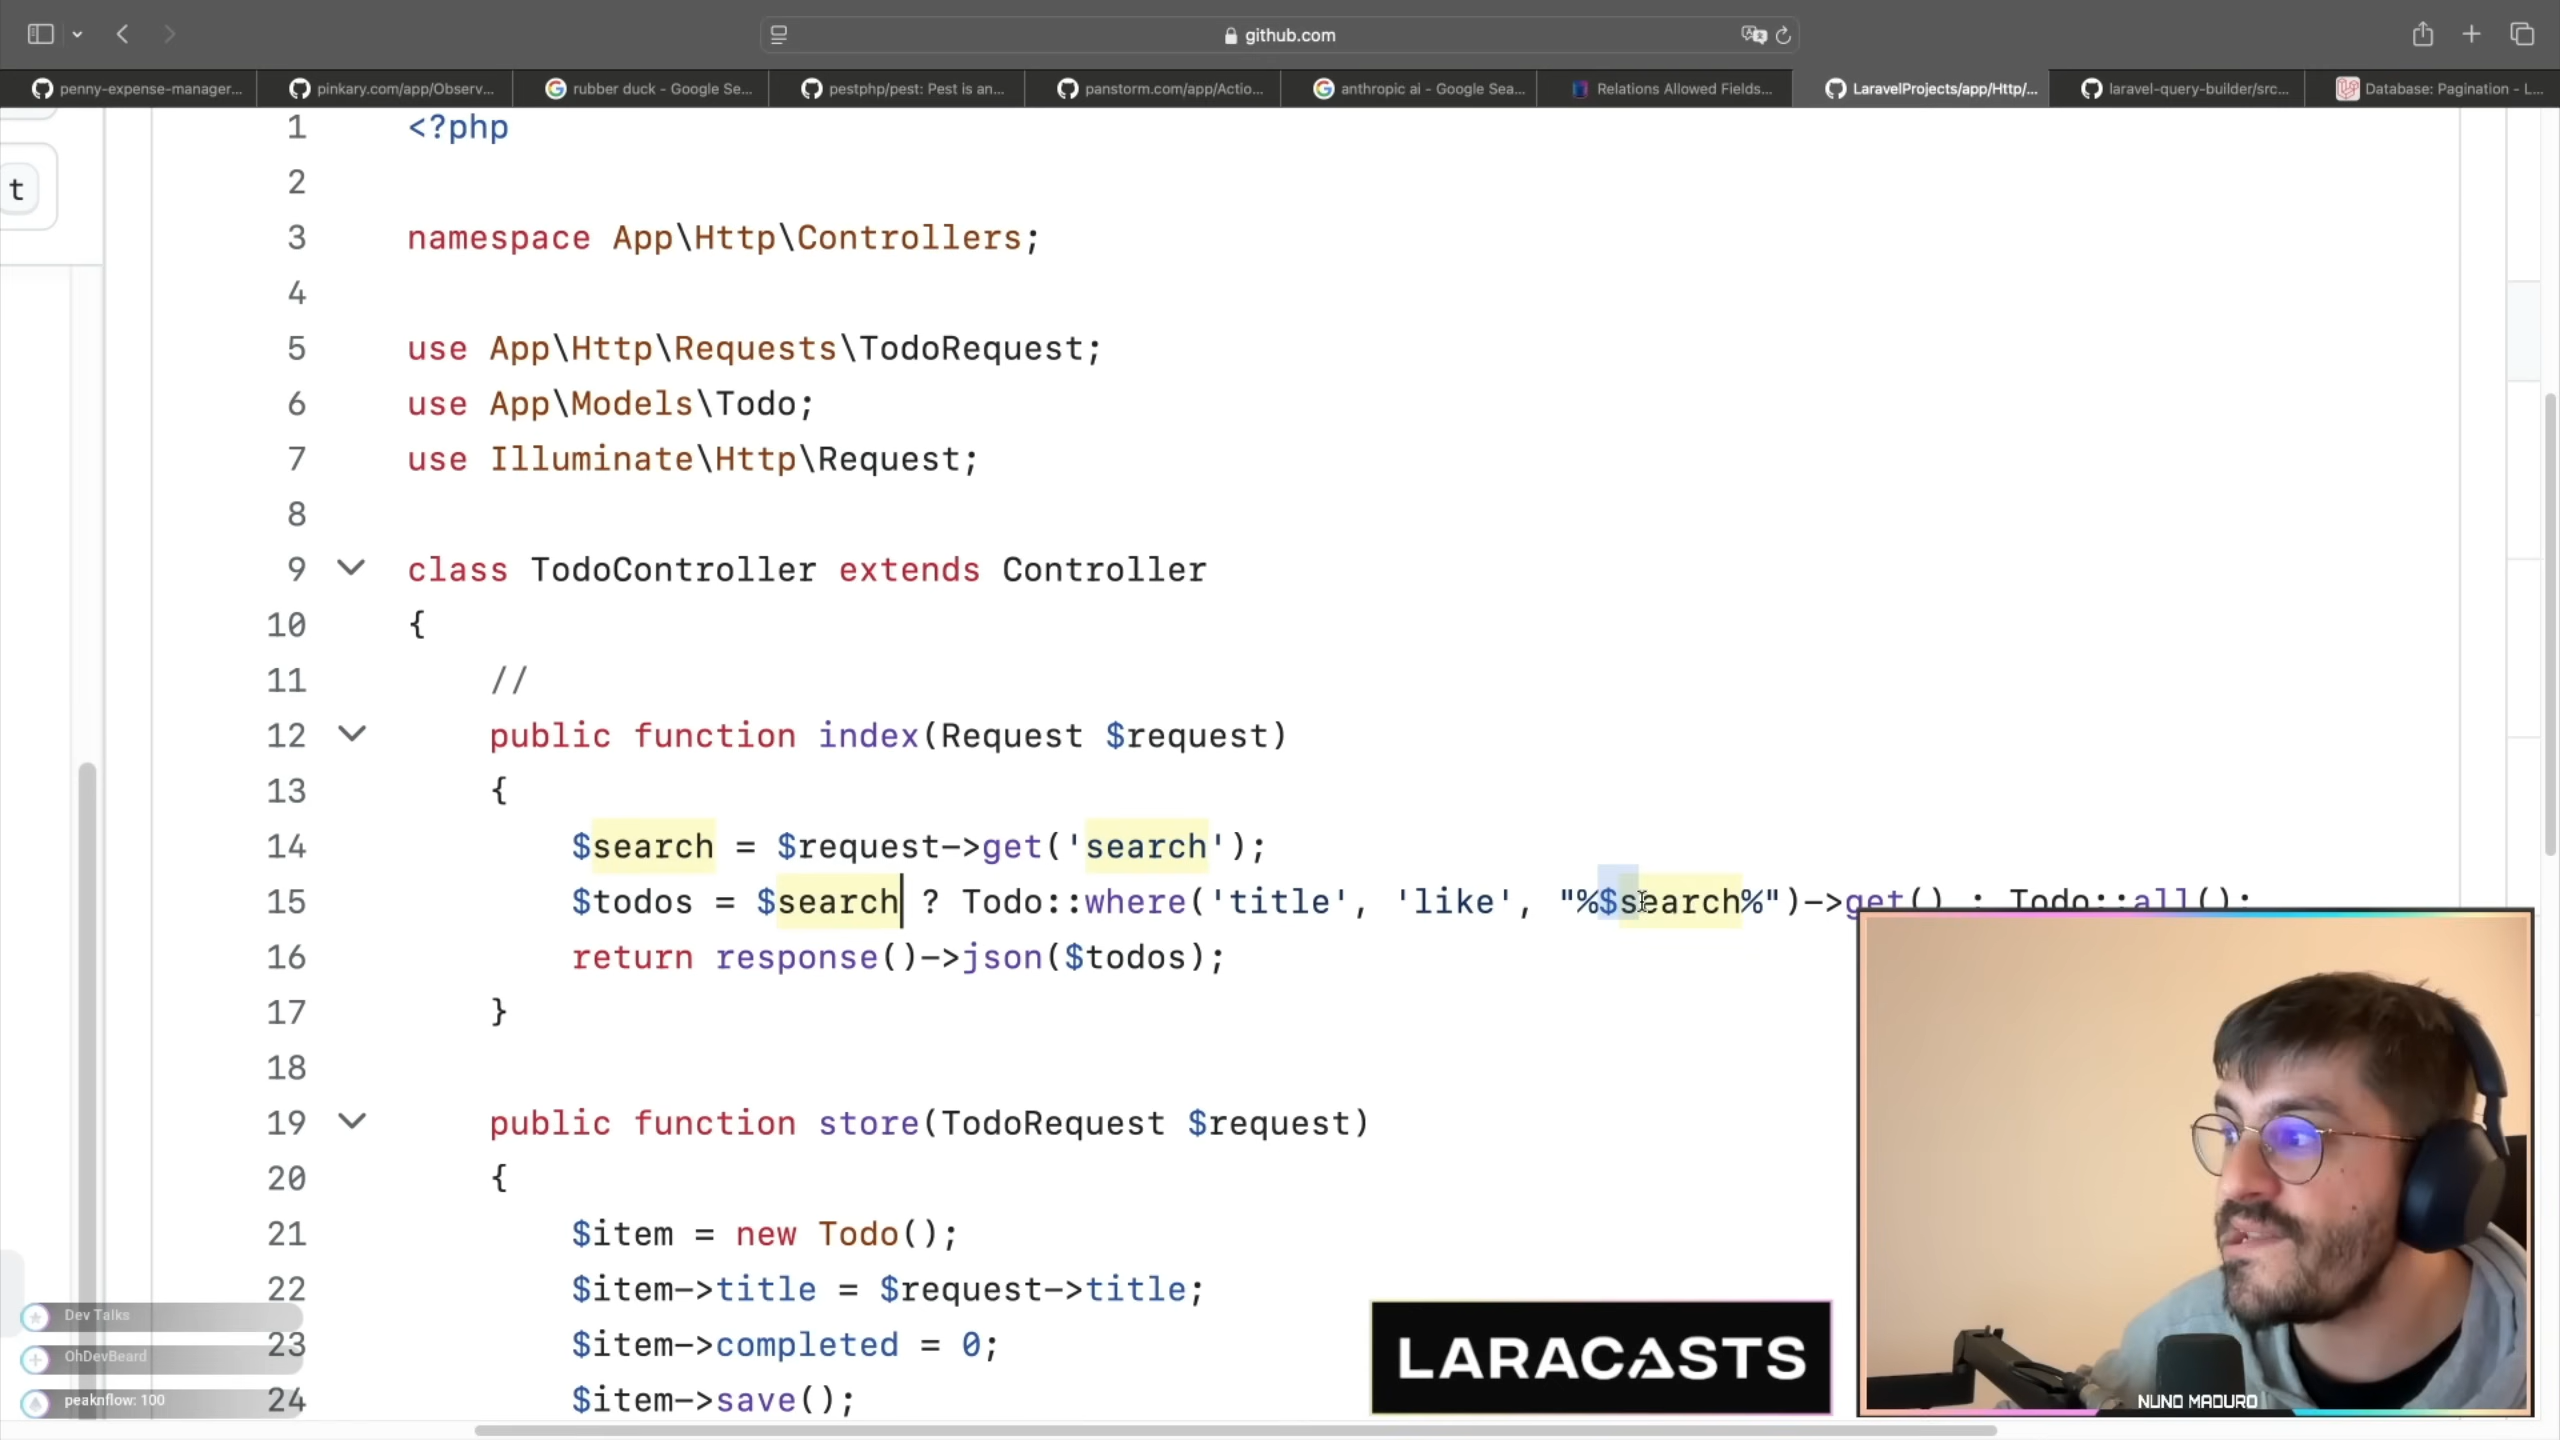 github.com
penny-expense-manager...
pinkary.com/app/Observ...
rubber duck - Google Se...
pestphp/pest: Pest is an...
panstorm.com/app/Actio...
anthropic ai - Google Sea...
Relations Allowed Fields...
LaravelProjects/app/Http/...
laravel-query-builder/src...
Database: Pagination - L...
t
1 <?php
2
3 namespace App\Http\Controllers;
4
5 use App\Http\Requests\TodoRequest;
6 use App\Models\Todo;
7 use Illuminate\Http\Request;
8
9 class TodoController extends Controller
10 {
11 //
12 public function index(Request $request)
13 {
14 $search = $request->get('search');
15 $todos = $search ? Todo::where('title', 'like', "%$search%")->get() : Todo::all();
16 return response()->json($todos);
17 }
18
19 public function store(TodoRequest $request)
20 {
21 $item = new Todo();
22 $item->title = $request->title;
23 $item->completed = 0;
24 $item->save();
Dev Talks
OhDevBeard
peaknflow: 100
LARACASTS
NUNO MADURO